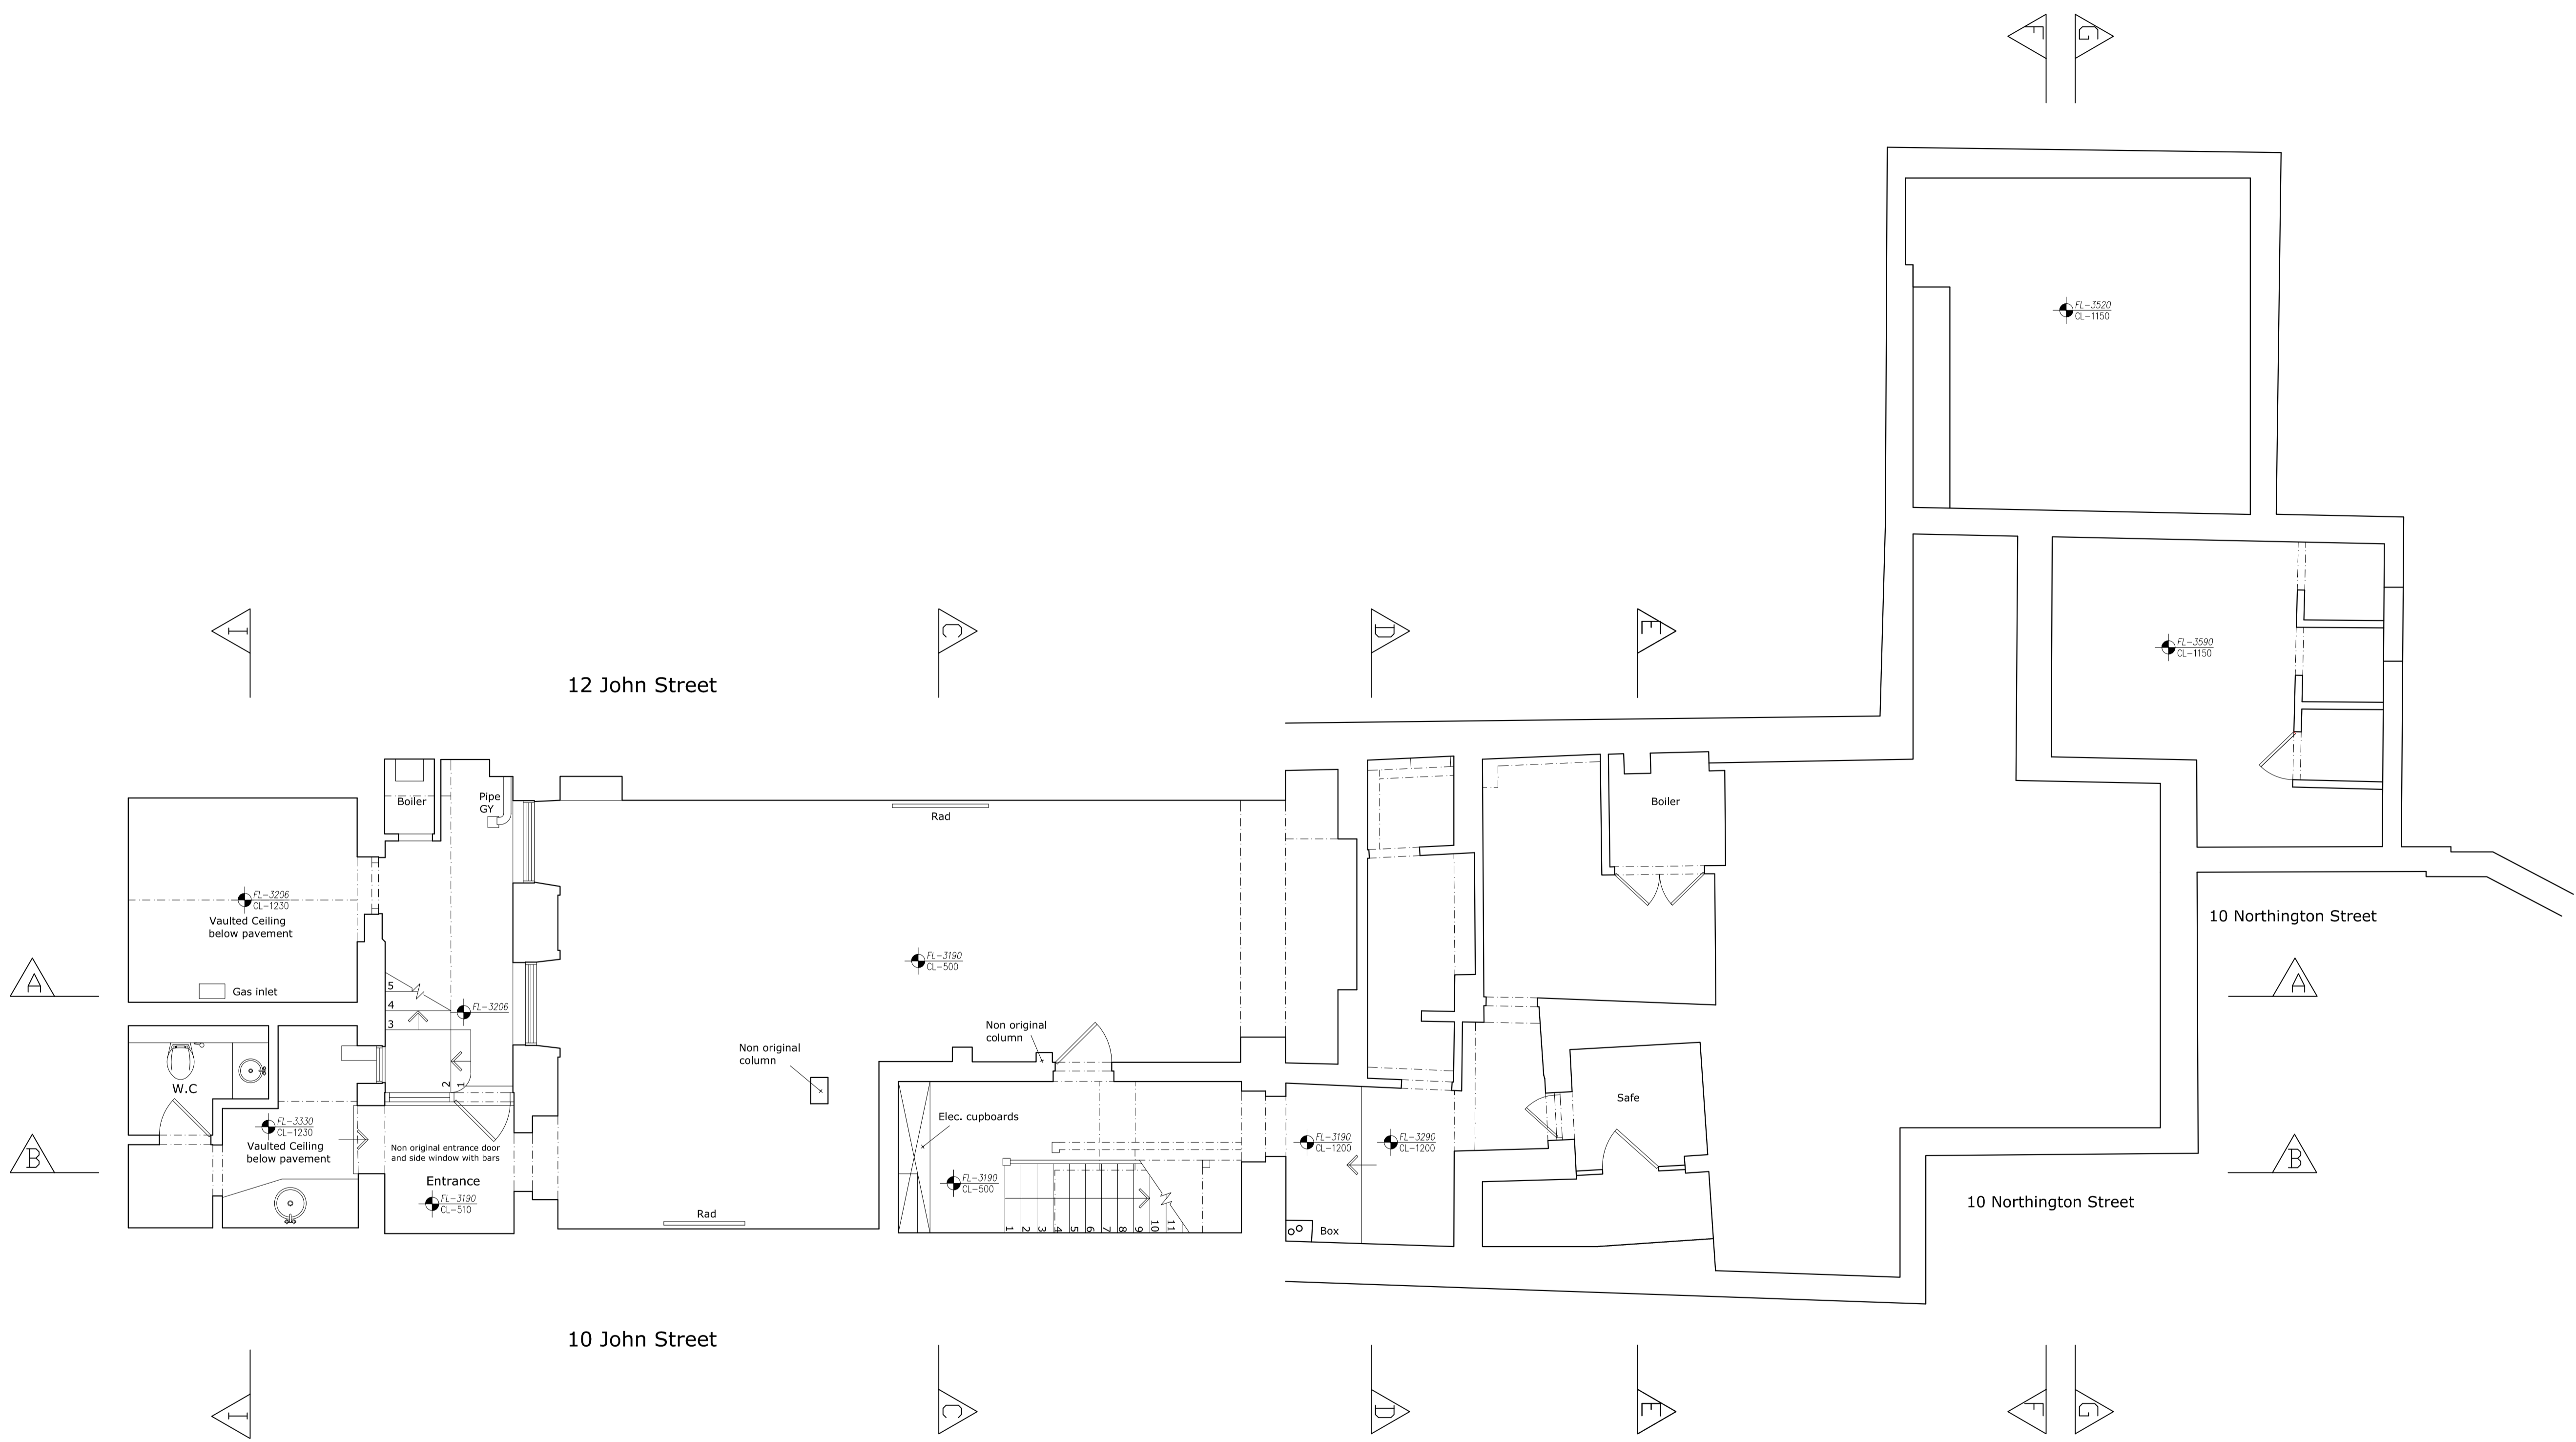 F
G
FL-3520
CL-1150
I
C
D
E
FL-3590
CL-1150
12 John Street
Boiler
Pipe
GY
Rad
Boiler
FL-3206
CL-1230
Vaulted Ceiling
below pavement
10 Northington Street
FL-3190
CL-500
A
A
Gas inlet
5
4
3
FL-3206
2
1
Non original
column
Non original
column
W.C
Safe
Elec. cupboards
FL-3330
CL-1230
Vaulted Ceiling
below pavement
Non original entrance door
and side window with bars
FL-3190
CL-1200
FL-3290
CL-1200
B
B
Entrance
FL-3190
CL-510
FL-3190
CL-500
10 Northington Street
Rad
1
2
3
4
5
6
7
8
9
10
11
Box
10 John Street
I
C
D
E
F
G